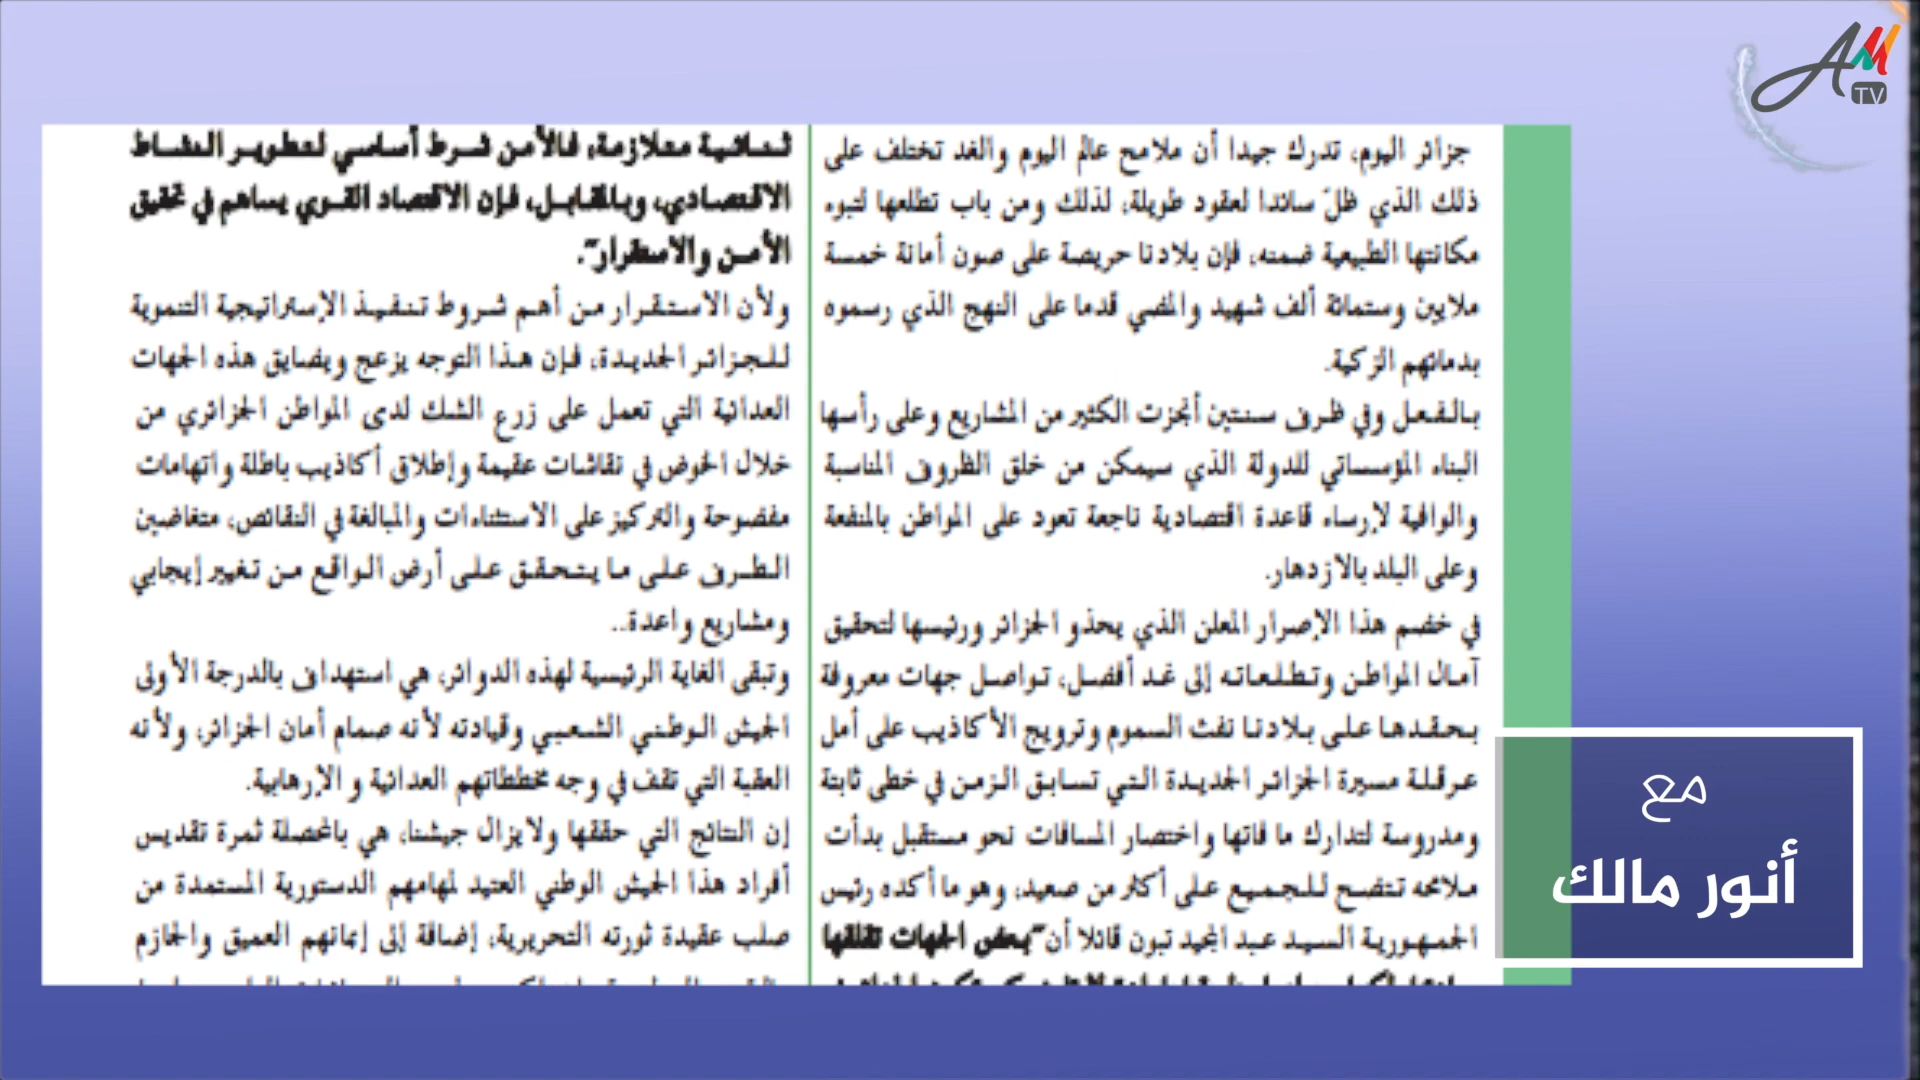 AM
TV
جزائر اليوم، تدرك جيدا أن ملامح عالم اليوم والغد تختلف على
ذلك الذي ظلّ سائدا لعقود طويلة، لذلك ومن باب تطلعها لتبوء
مكانتها الطبيعية ضمنه، فإن بلادنا حريصة على صون أمانة خمسة
ملايين وستمائة ألف شهيد والمضي قدما على النهج الذي رسموه
بدمائهم الزكية.
بالفعل وفي ظرف سنتين أنجزت الكثير من المشاريع وعلى رأسها
البناء المؤسساتي للدولة الذي سيمكن من خلق الظروف المناسبة
والوافية لإرساء قاعدة اقتصادية ناجعة تعود على المواطن بالمنفعة
وعلى البلد بالازدهار.
في خضم هذا الإصرار المعلن الذي يحذو الجزائر ورئيسها لتحقيق
آمال المواطن وتطلعاته إلى غد أفضل، تواصل جهات معروفة
بحقدها على بلادنا نفث السموم وترويج الأكاذيب على أمل
عرقلة مسيرة الجزائر الجديدة التي تسابق الزمن في خطى ثابتة
ومدروسة لتدارك ما فاتها واختصار المسافات نحو مستقبل بدأت
ملامحه تتضح للجميع على أكثر من صعيد، وهو ما أكده رئيس
الجمهورية السيد عبد المجيد تبون قائلا أن "بعض الجهات تقلقها
ثنائية متلازمة، فالأمن شرط أساسي لتطوير النشاط
الاقتصادي، وبالمقابل، فإن الاقتصاد القوي يساهم في تحقيق
الأمن والاستقرار".
ولأن الاستقرار من أهم شروط تنفيذ الإستراتيجية التنموية
للجزائر الجديدة، فإن هذا التوجه يزعج ويضايق هذه الجهات
العدائية التي تعمل على زرع الشك لدى المواطن الجزائري من
خلال الخوض في نقاشات عقيمة وإطلاق أكاذيب باطلة واتهامات
مفضوحة والتركيز على الاستثناءات والمبالغة في النقائص، متغاضين
الطرف على ما يتحقق على أرض الواقع من تغيير إيجابي
ومشاريع واعدة..
وتبقى الغاية الرئيسية لهذه الدوائر، هي استهداف بالدرجة الأولى
الجيش الوطني الشعبي وقيادته لأنه صمام أمان الجزائر، ولأنه
العقبة التي تقف في وجه مخططاتهم العدائية و الإرهابية.
إن النتائج التي حققها ولا يزال جيشنا، هي بالمحصلة ثمرة تقديس
أفراد هذا الجيش الوطني العتيد لمهامهم الدستورية المستمدة من
صلب عقيدة ثورته التحريرية، إضافة إلى إيمانهم العميق والجازم
مع
أنور مالك